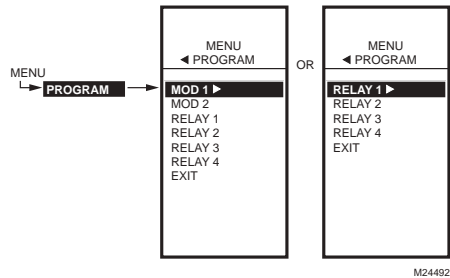 MENU
PROGRAM
MENU
◄ PROGRAM
MOD 1 ►
MOD 2
RELAY 1
RELAY 2
RELAY 3
RELAY 4
EXIT
OR
MENU
◄ PROGRAM
RELAY 1 ►
RELAY 2
RELAY 3
RELAY 4
EXIT
M24492